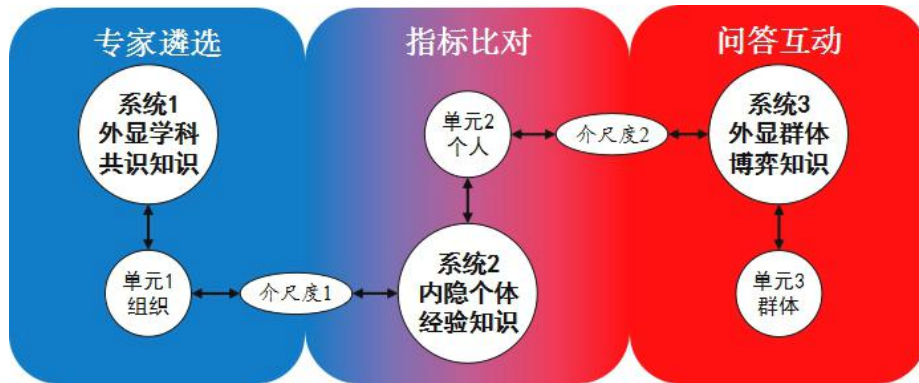 专家遴选
系统1
外显学科
共识知识
单元1
组织
介尺度1
指标比对
单元2
个人
系统2
内隐个体
经验知识
介尺度2
问答互动
系统3
外显群体
博弈知识
单元3
群体